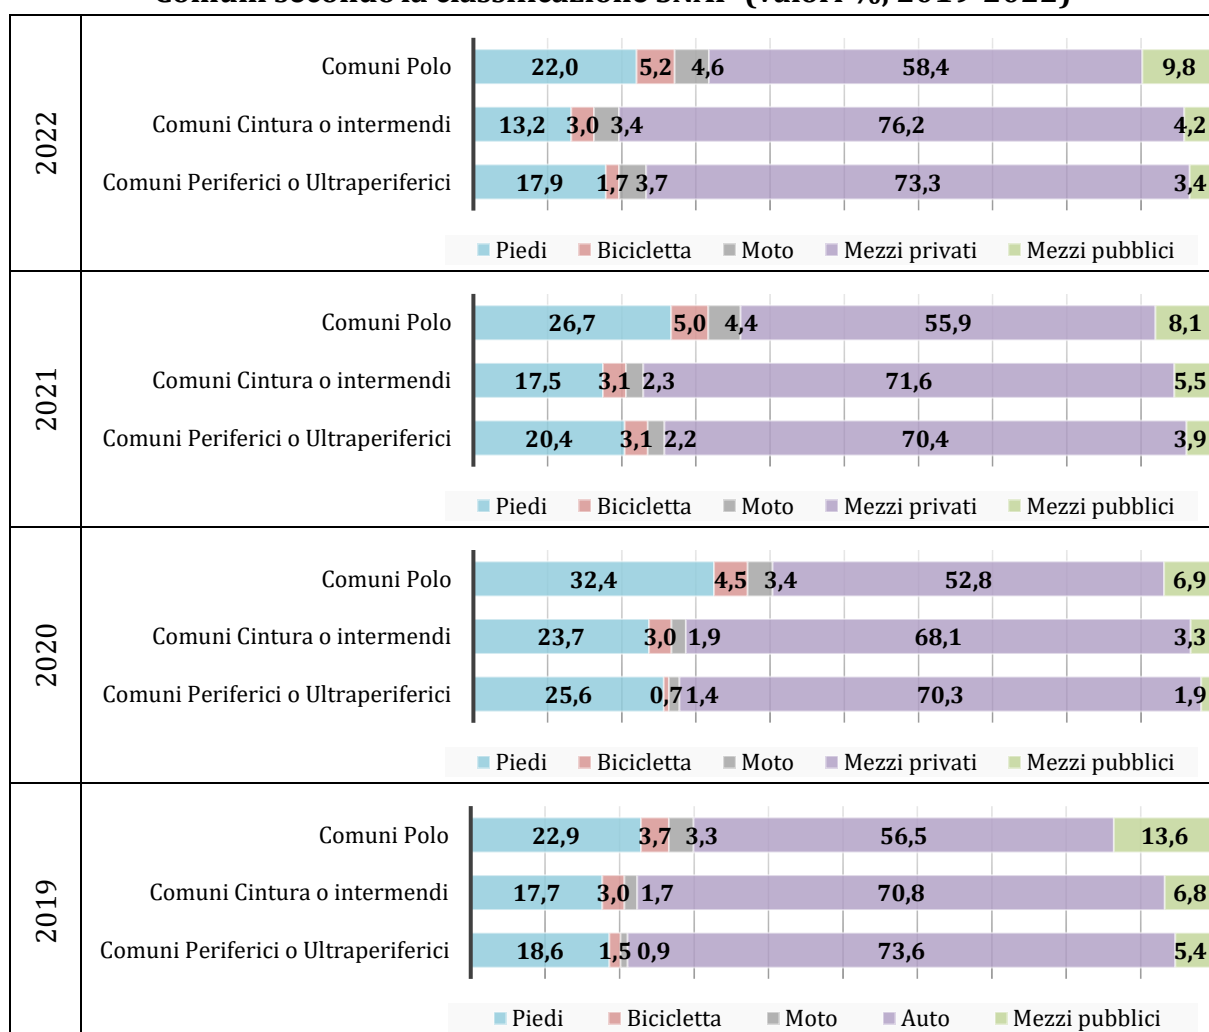 Comuni secondo la classificazione SNAI (valori %, 2019-2022)
2022
Comuni Polo 22,0 5,2 4,6 58,4 9,8
Comuni Cintura o intermendi 13,2 3,0 3,4 76,2 4,2
Comuni Periferici o Ultraperiferici 17,9 1,7 3,7 73,3 3,4
Piedi Bicicletta Moto Mezzi privati Mezzi pubblici
2021
Comuni Polo 26,7 5,0 4,4 55,9 8,1
Comuni Cintura o intermendi 17,5 3,1 2,3 71,6 5,5
Comuni Periferici o Ultraperiferici 20,4 3,1 2,2 70,4 3,9
Piedi Bicicletta Moto Mezzi privati Mezzi pubblici
2020
Comuni Polo 32,4 4,5 3,4 52,8 6,9
Comuni Cintura o intermendi 23,7 3,0 1,9 68,1 3,3
Comuni Periferici o Ultraperiferici 25,6 0,7 1,4 70,3 1,9
Piedi Bicicletta Moto Mezzi privati Mezzi pubblici
2019
Comuni Polo 22,9 3,7 3,3 56,5 13,6
Comuni Cintura o intermendi 17,7 3,0 1,7 70,8 6,8
Comuni Periferici o Ultraperiferici 18,6 1,5 0,9 73,6 5,4
Piedi Bicicletta Moto Auto Mezzi pubblici